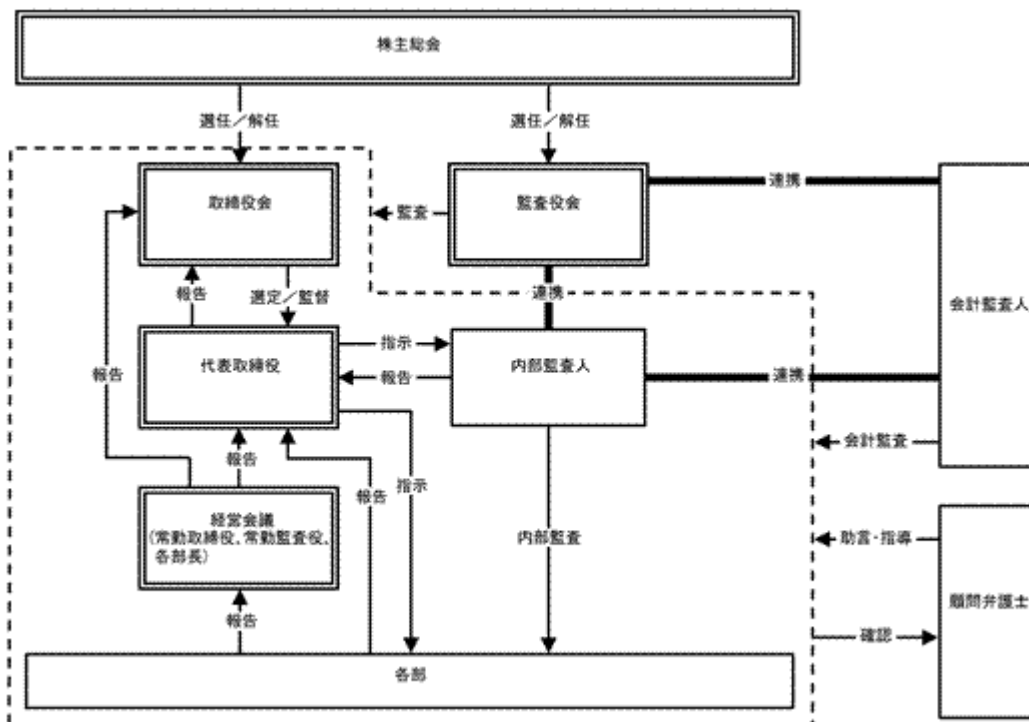 株主総会
選任／解任
選任／解任
取締役会
監査
監査役会
連携
報告
選定／監督
連携
会計監査人
代表取締役
指示
内部監査人
報告
報告
連携
会計監査
報告
報告
指示
経営会議
(常勤取締役、常勤監査役、
各部長)
内部監査
助言・指導
顧問弁護士
報告
確認
各部